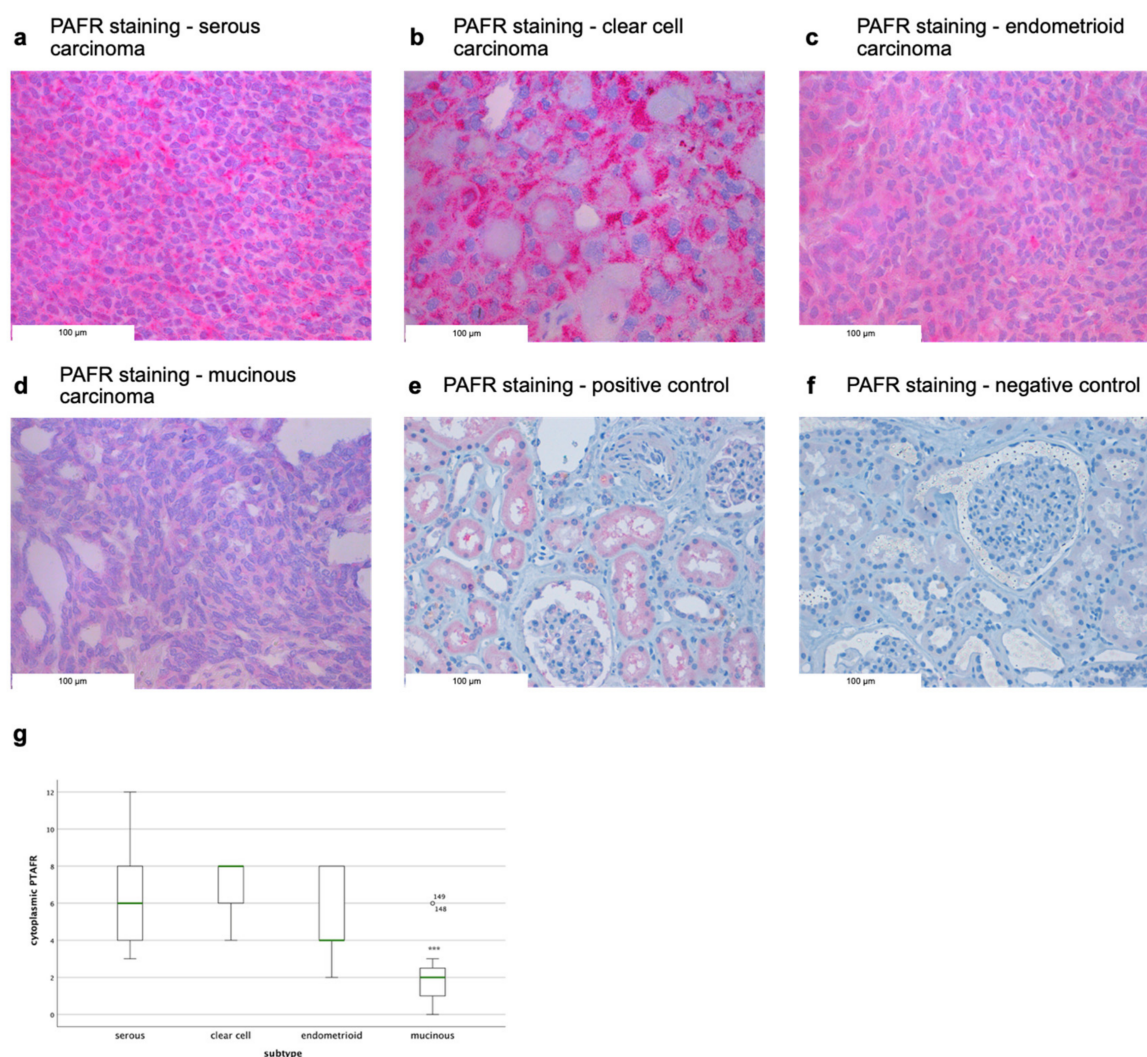 a
PAFR staining - serous
carcinoma
b
PAFR staining - clear cell
carcinoma
c
PAFR staining - endometrioid
carcinoma
100 µm
100 µm
100 µm
d
PAFR staining - mucinous
carcinoma
e
PAFR staining - positive control
f
PAFR staining - negative control
100 µm
100 µm
100 µm
g
cytoplasmic PTAFR
12
10
8
6
4
2
0
149
148
***
serous
clear cell
endometrioid
mucinous
subtype